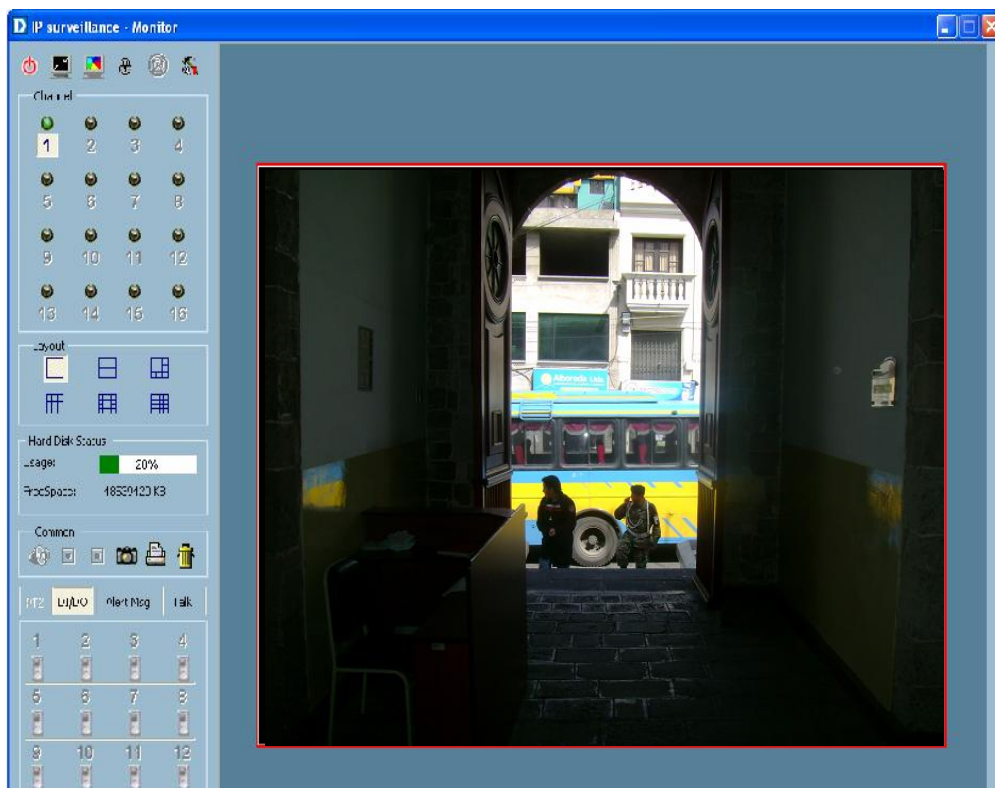 IP surveillance - Monitor
Channel
1 2 3 4
5 6 7 8
9 10 11 12
13 14 15 16
Layout
Hard Disk Status
Usage: 20%
FreeSpace: KB
Common
PTZ DI/DO Alert Msg Talk
1 2 3 4
5 6 7 8
9 10 11 12